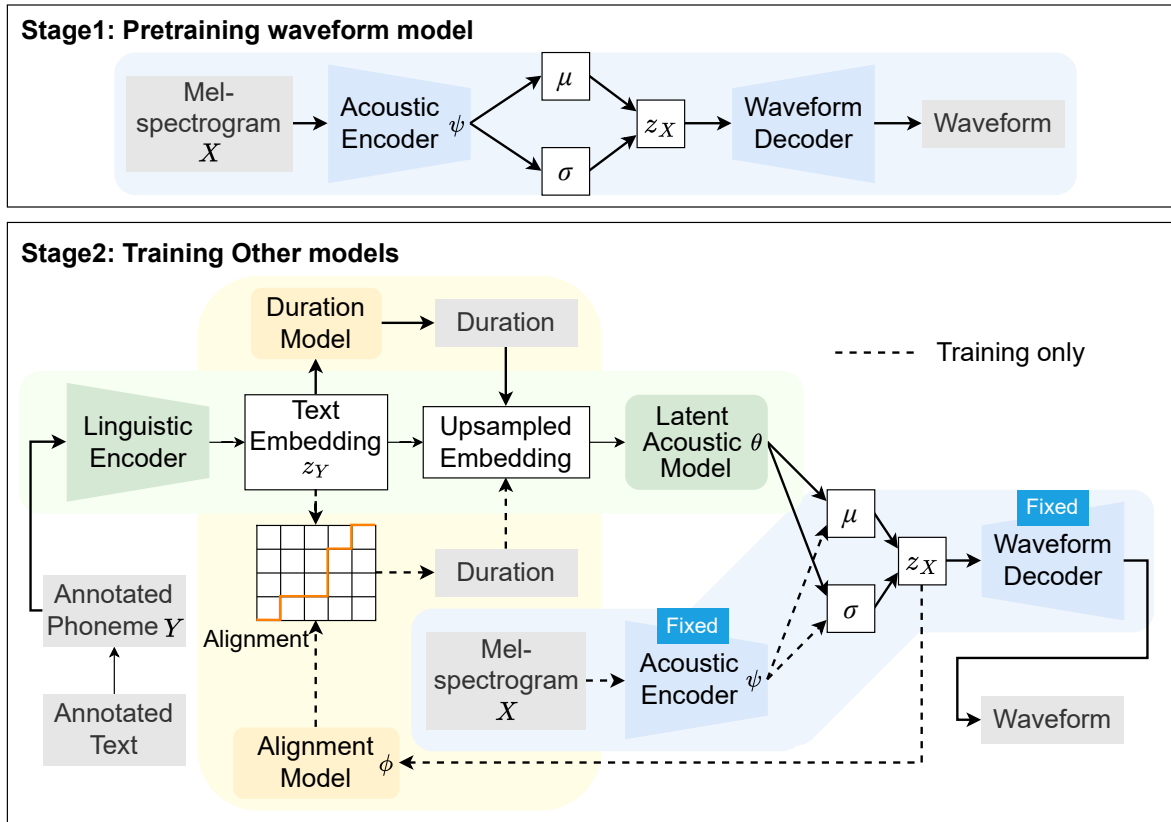 Stage1: Pretraining waveform model
Mel-
spectrogram
X
Acoustic
Encoder ψ
μ
σ
z_X
Waveform
Decoder
Waveform
Stage2: Training Other models
Duration
Model
Duration
Training only
Linguistic
Encoder
Text
Embedding
z_Y
Upsampled
Embedding
Latent
Acoustic θ
Model
μ
σ
z_X
Fixed
Waveform
Decoder
Duration
Annotated
Phoneme Y
Alignment
Fixed
Mel-
spectrogram
X
Acoustic
Encoder ψ
Annotated
Text
Waveform
Alignment
Model ϕ